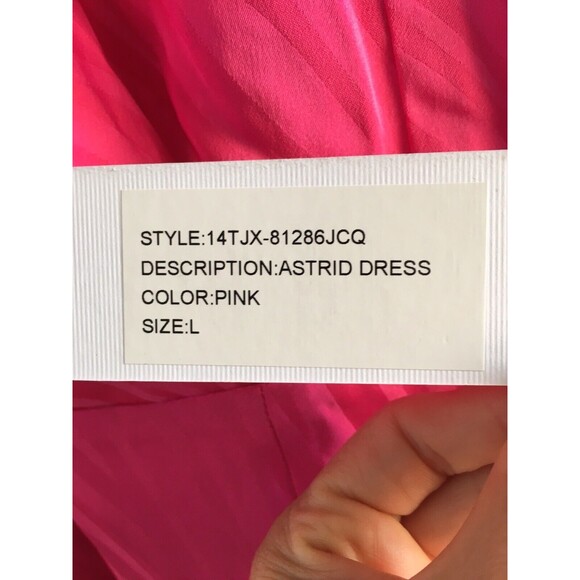 STYLE:14TJX-81286JCQ
DESCRIPTION:ASTRID DRESS
COLOR:PINK
SIZE:L